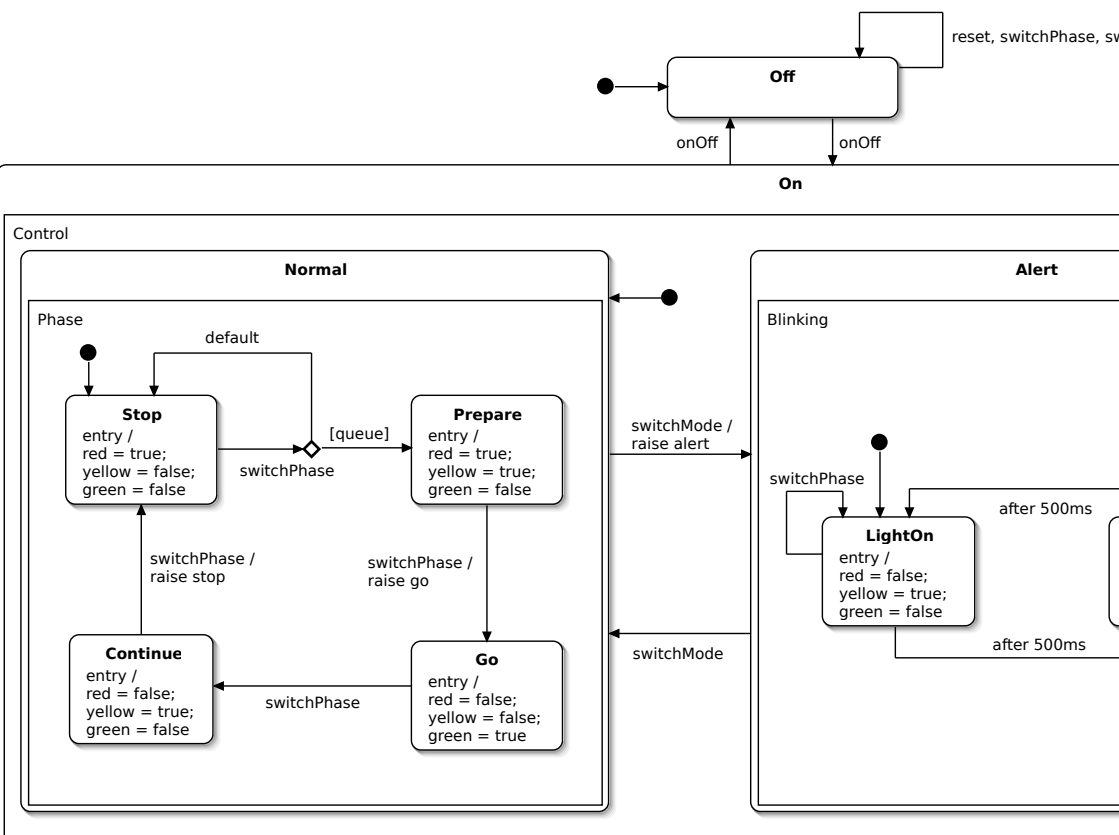 Off
reset, switchPhase,
onOff
onOff
On
Control
Normal
Phase
default
Stop
entry /
red = true;
yellow = false;
green = false
switchPhase
[queue]
Prepare
entry /
red = true;
yellow = true;
green = false
switchPhase /
raise stop
switchPhase /
raise go
Continue
entry /
red = false;
yellow = true;
green = false
switchPhase
Go
entry /
red = false;
yellow = false;
green = true
switchMode /
raise alert
switchMode
Alert
Blinking
switchPhase
LightOn
entry /
red = false;
yellow = true;
green = false
after 500ms
after 500ms